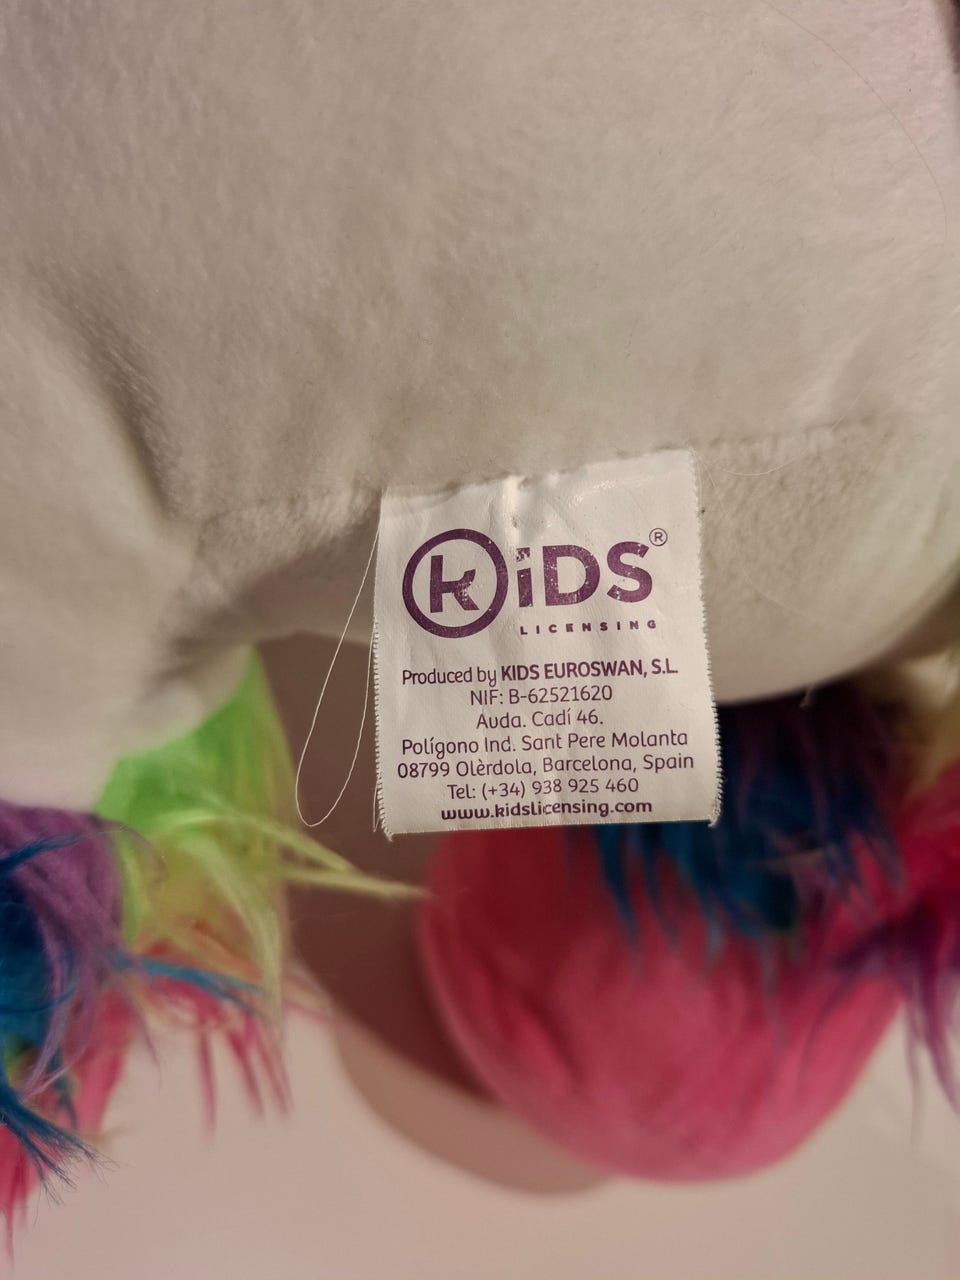 kiDS®
LICENSING
Produced by KIDS EUROSWAN, S.L.
NIF: B-62521620
Avda. Cadí 46.
Polígono Ind. Sant Pere Molanta
08799 Olèrdola, Barcelona, Spain
Tel: (+34) 938 925 460
www.kidslicensing.com